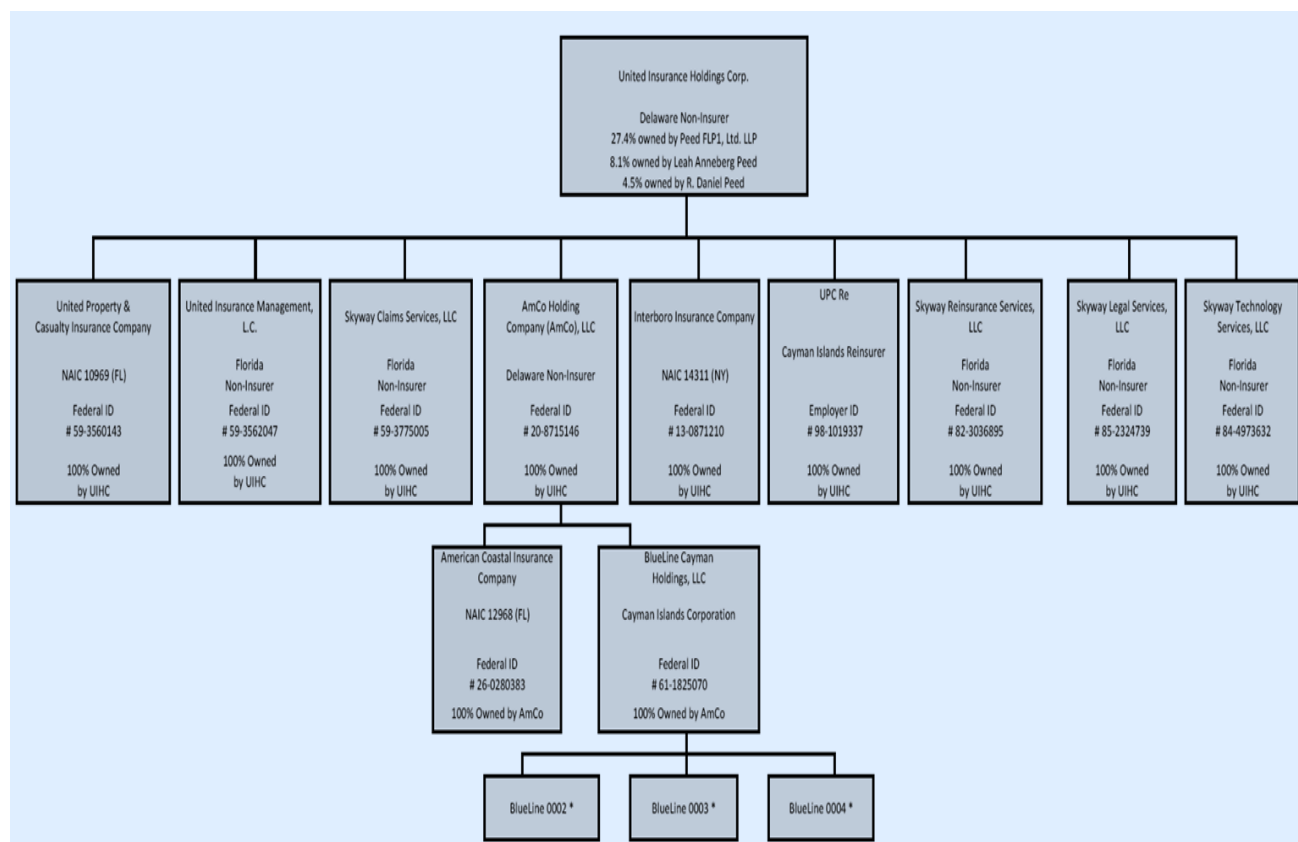 United Insurance Holdings Corp.
Delaware Non-Insurer
27.4% owned by Peed FLP1, Ltd. LLP
8.1% owned by Leah Anneberg Peed
4.5% owned by R. Daniel Peed
United Property &
Casualty Insurance Company
NAIC 10969 (FL)
Federal ID
# 59-3560143
100% Owned
by UIHC
United Insurance Management,
L.C.
Florida
Non-Insurer
Federal ID
# 59-3562047
100% Owned
by UIHC
Skyway Claims Services, LLC
Florida
Non-Insurer
Federal ID
# 59-3775005
100% Owned
by UIHC
AmCo Holding
Company (AmCo), LLC
Delaware Non-Insurer
Federal ID
# 20-8715146
100% Owned
by UIHC
Interboro Insurance Company
NAIC 14311 (NY)
Federal ID
# 13-0871210
100% Owned
by UIHC
UPC Re
Cayman Islands Reinsurer
Employer ID
# 98-1019337
100% Owned
by UIHC
Skyway Reinsurance Services,
LLC
Florida
Non-Insurer
Federal ID
# 82-3036895
100% Owned
by UIHC
Skyway Legal Services,
LLC
Florida
Non-Insurer
Federal ID
# 85-2324739
100% Owned
by UIHC
Skyway Technology
Services, LLC
Florida
Non-Insurer
Federal ID
# 84-4973632
100% Owned
by UIHC
American Coastal Insurance
Company
NAIC 12968 (FL)
Federal ID
# 26-0280383
100% Owned by AmCo
BlueLine Cayman
Holdings, LLC
Cayman Islands Corporation
Federal ID
# 61-1825070
100% Owned by AmCo
BlueLine 0002 *
BlueLine 0003 *
BlueLine 0004 *